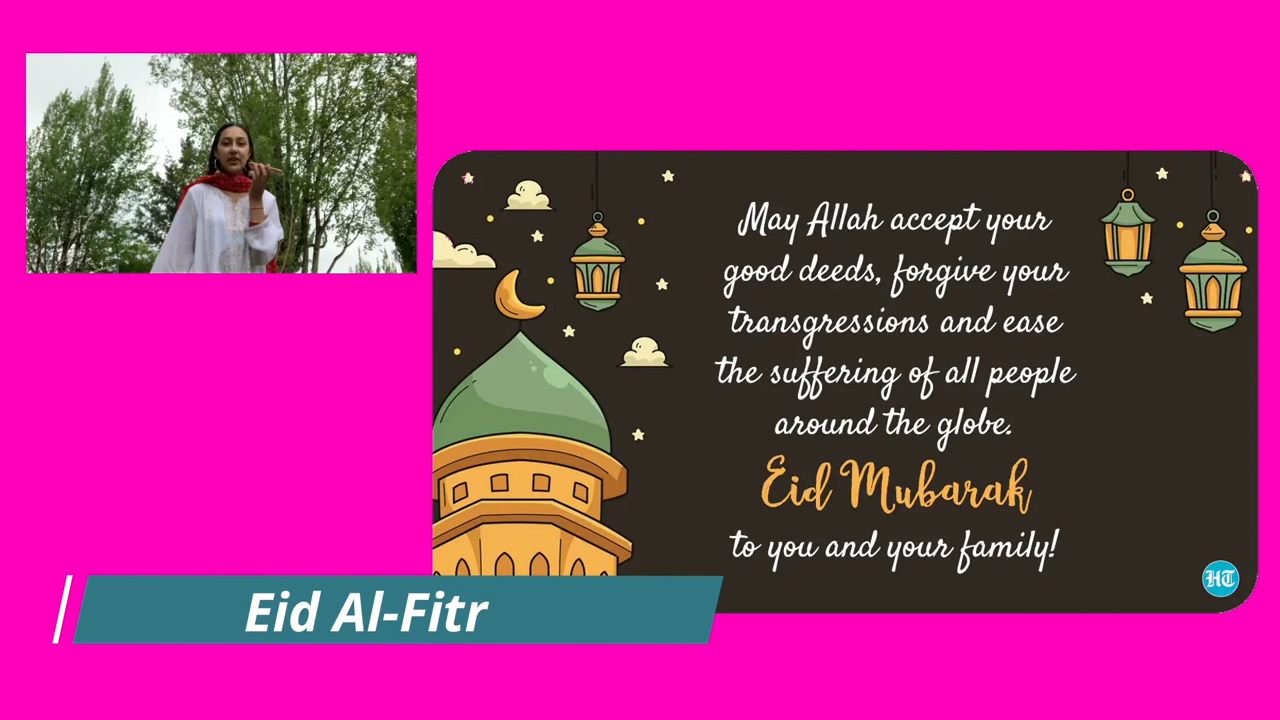 May Allah accept your
good deeds, forgive your
transgressions and ease
the suffering of all people
around the globe.
Eid Mubarak
to you and your family!
HT
Eid Al-Fitr